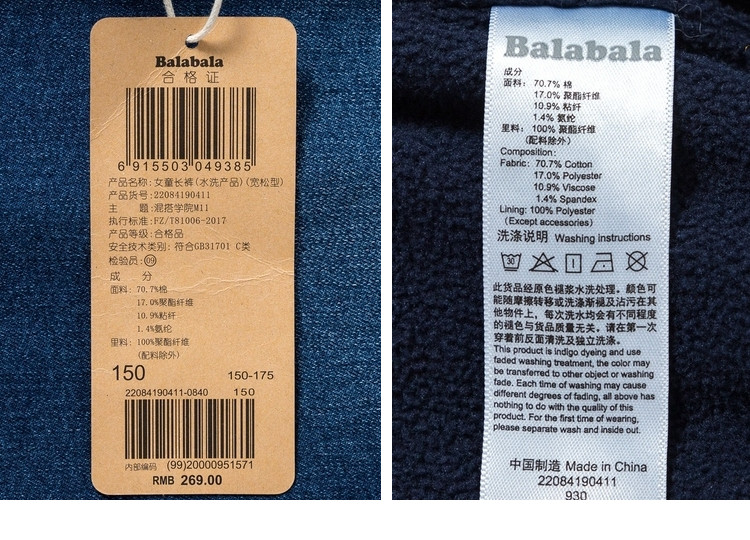 Balabala
合格证
6 915503 049385
产品名称: 女童长裤(水洗产品)(宽松型)
产品货号: 22084190411
主 题: 混搭学院M11
执行标准: FZ/T81006-2017
产品等级: 合格品
安全技术类别: 符合GB31701 C类
检验员: 09
成 分
面料: 70.7%棉
17.0%聚酯纤维
10.9%粘纤
1.4%氨纶
里料: 100%聚酯纤维
(配料除外)
150 150-175
22084190411-0840 150
内部编码 (99)20000951571
RMB 269.00
Balabala
成分
面料: 70.7% 棉
17.0% 聚酯纤维
10.9% 粘纤
1.4% 氨纶
里料: 100% 聚酯纤维
(配料除外)
Composition:
Fabric: 70.7% Cotton
17.0% Polyester
10.9% Viscose
1.4% Spandex
Lining: 100% Polyester
(Except accessories)
洗涤说明 Washing instructions
30
此货品经原色褪浆水洗处理。颜色可
能随摩擦转移或洗涤渐褪及沾污在其
他物件上，每次洗水均会有不同程度
的褪色与货品质量无关。请在第一次
穿着前反面清洗及独立洗涤。
This product is indigo dyeing and use
faded washing treatment, the color may
be transferred to other object or washing
fade. Each time of washing may cause
different degrees of fading, all above has
nothing to do with the quality of this
product. For the first time of wearing,
please separate wash and inside out.
中国制造 Made in China
22084190411
930